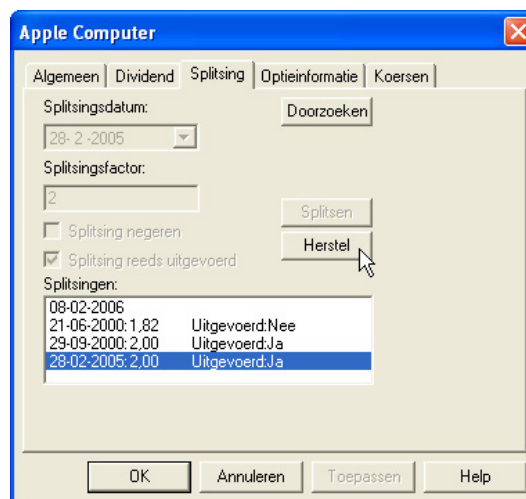 Apple Computer
Algemeen Dividend Splitsing Optieinformatie Koersen
Splitsingsdatum:
Doorzoeken
28- 2 -2005
Splitsingsfactor:
2
Splitsen
Splitsing negeren
Herstel
Splitsing reeds uitgevoerd
Splitsingen:
08-02-2006
21-06-2000: 1,82 Uitgevoerd:Nee
29-09-2000: 2,00 Uitgevoerd:Ja
28-02-2005: 2,00 Uitgevoerd:Ja
OK Annuleren Toepassen Help